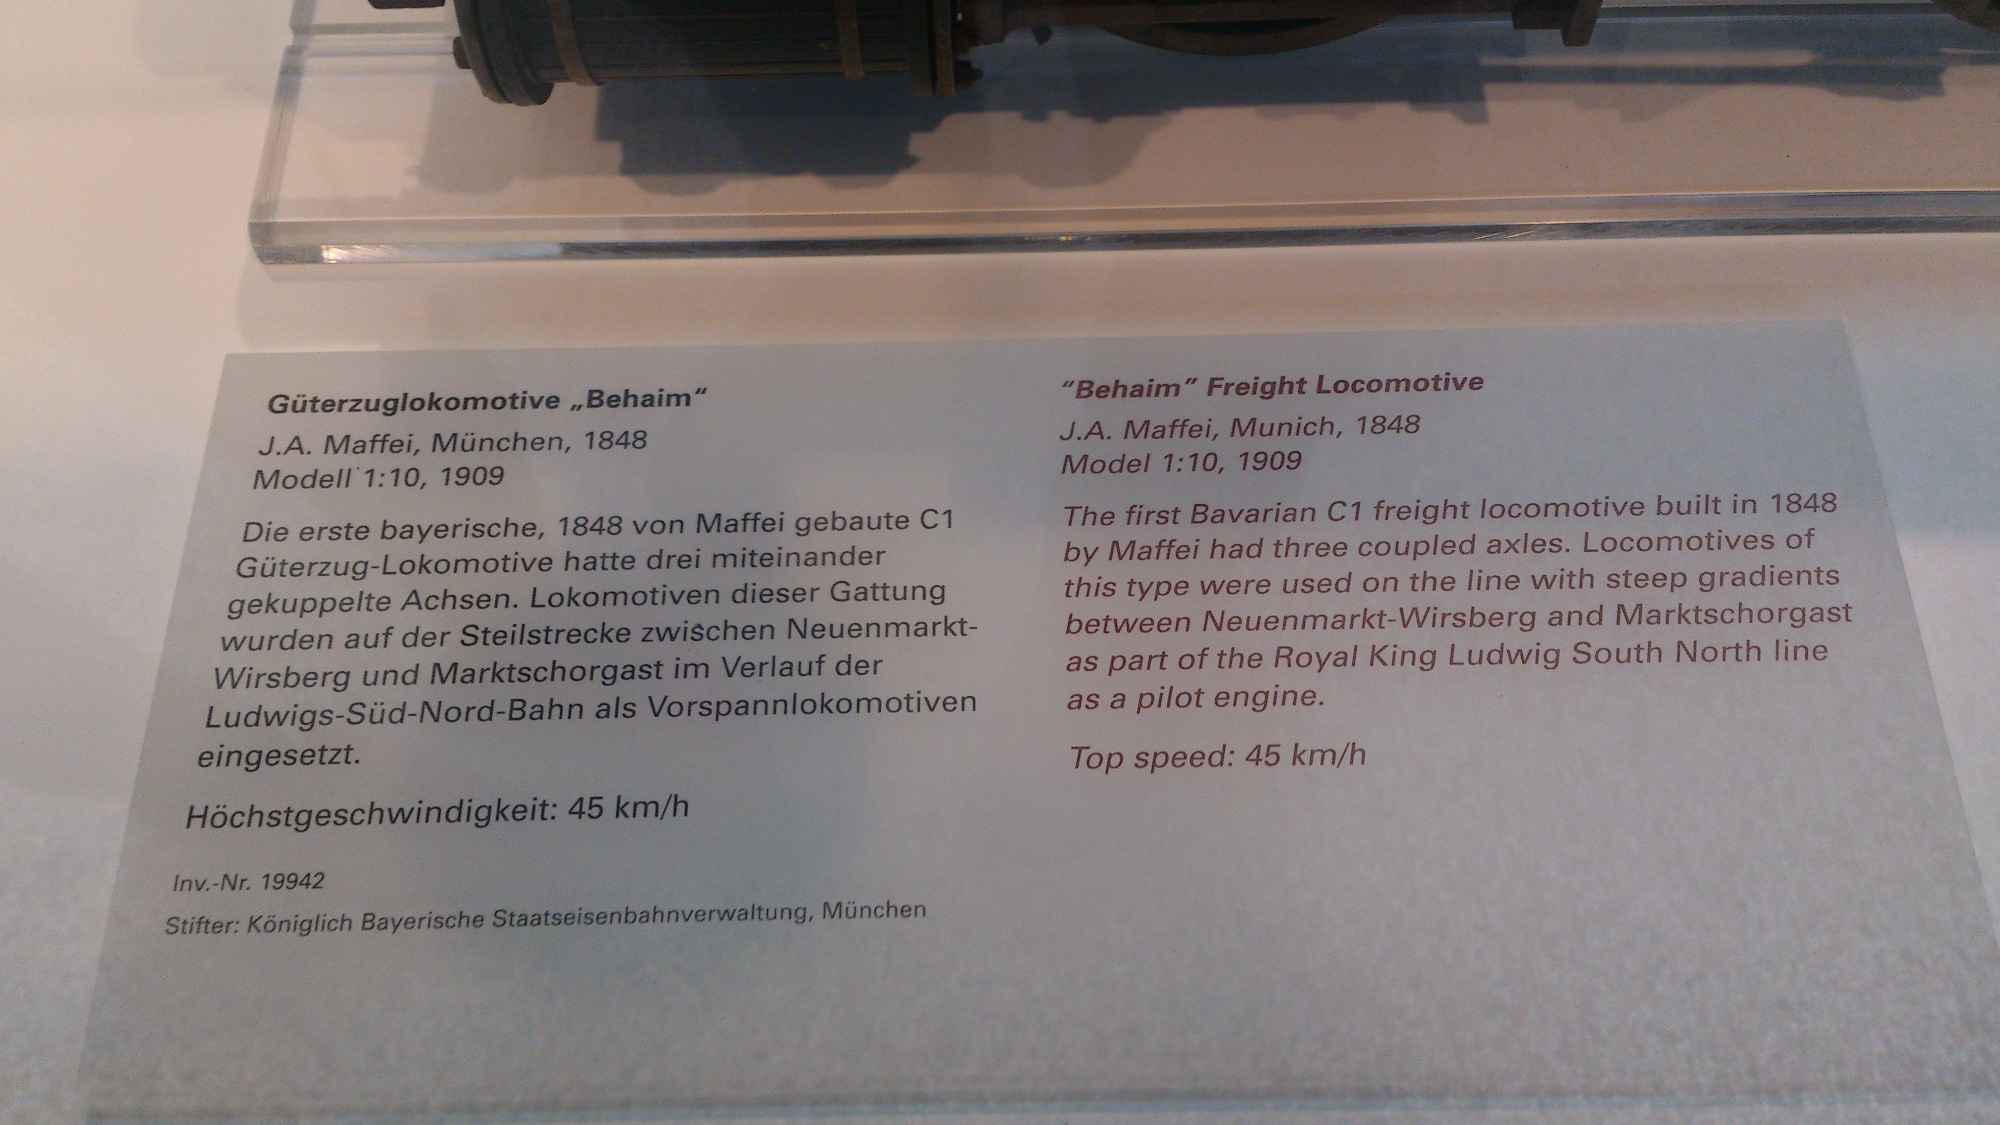 Güterzuglokomotive „Behaim“
J.A. Maffei, München, 1848
Modell 1:10, 1909
Die erste bayerische, 1848 von Maffei gebaute C1
Güterzug-Lokomotive hatte drei miteinander
gekuppelte Achsen. Lokomotiven dieser Gattung
wurden auf der Steilstrecke zwischen Neuenmarkt-
Wirsberg und Marktschorgast im Verlauf der
Ludwigs-Süd-Nord-Bahn als Vorspannlokomotiven
eingesetzt.
Höchstgeschwindigkeit: 45 km/h
Inv.-Nr. 19942
Stifter: Königlich Bayerische Staatseisenbahnverwaltung, München
“Behaim” Freight Locomotive
J.A. Maffei, Munich, 1848
Model 1:10, 1909
The first Bavarian C1 freight locomotive built in 1848
by Maffei had three coupled axles. Locomotives of
this type were used on the line with steep gradients
between Neuenmarkt-Wirsberg and Marktschorgast
as part of the Royal King Ludwig South North line
as a pilot engine.
Top speed: 45 km/h